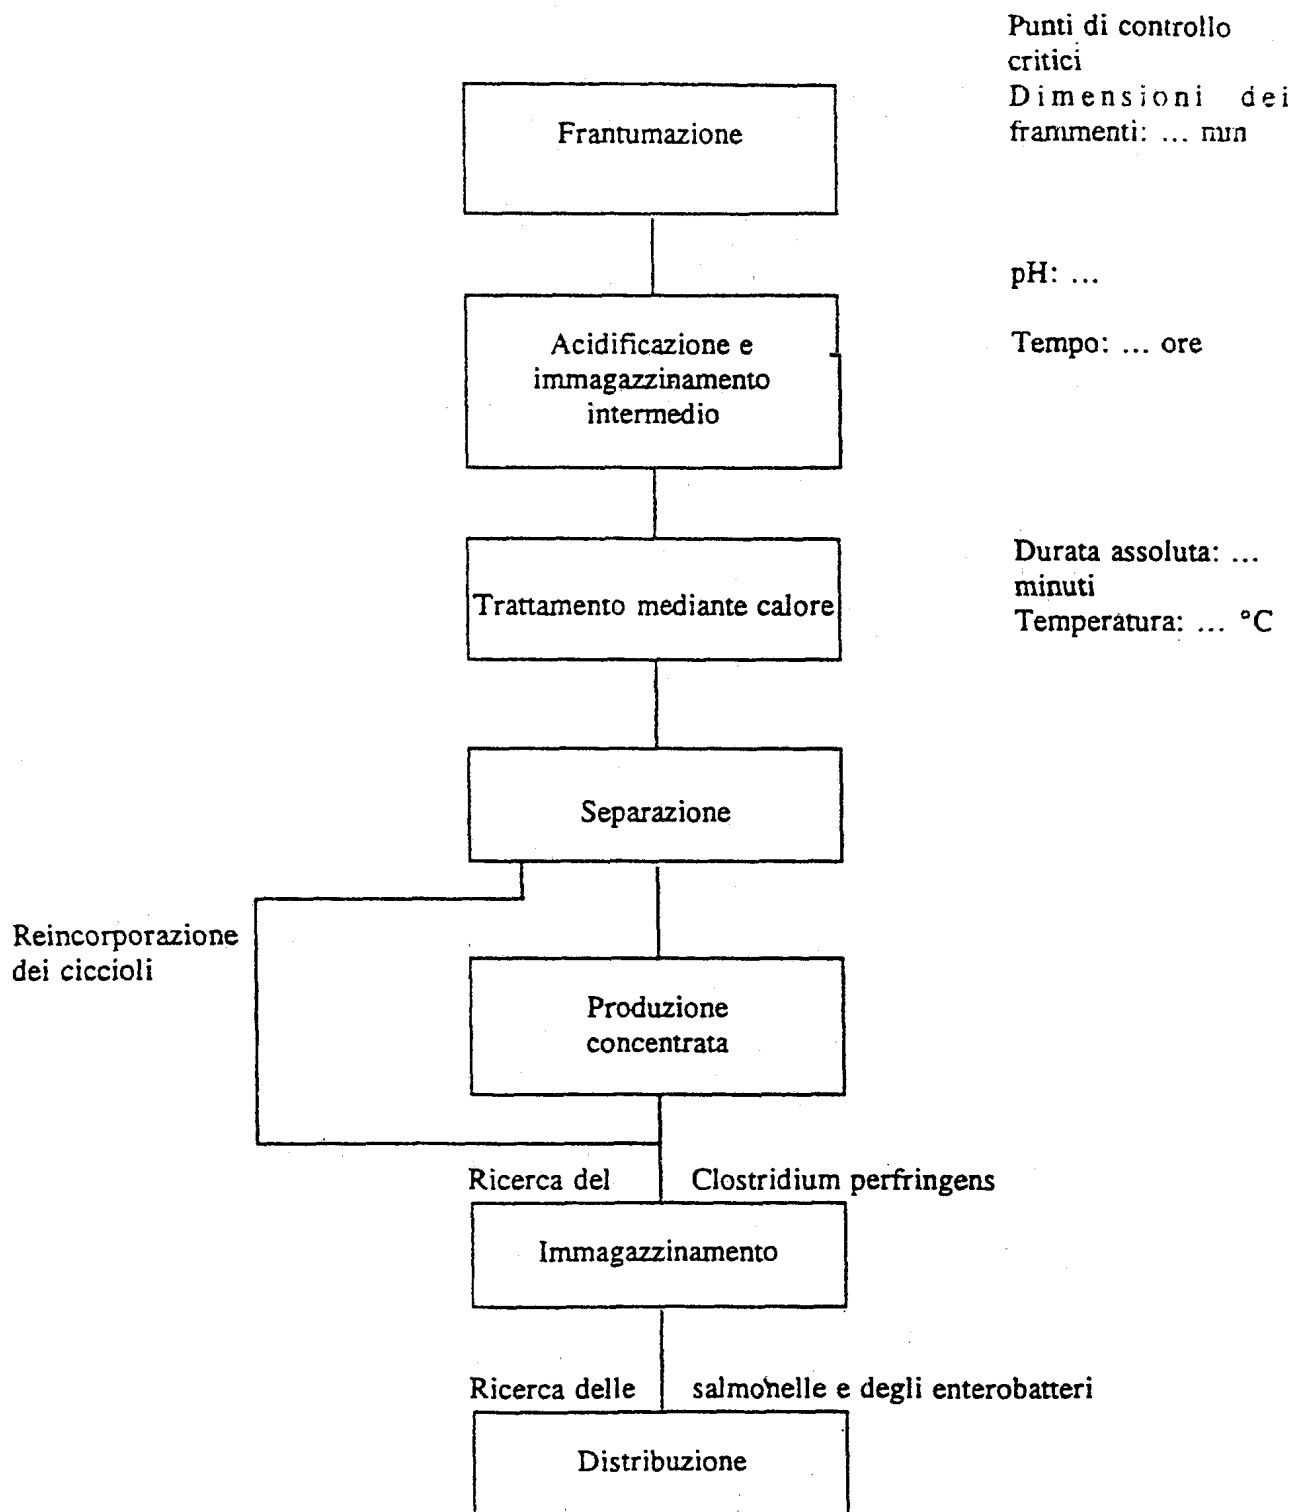 Punti di controllo
critici
Dimensioni dei
frammenti: ... mm
Frantumazione
pH: ...
Acidificazione e
immagazzinamento
intermedio
Tempo: ... ore
Trattamento mediante calore
Durata assoluta: ...
minuti
Temperatura: ... °C
Separazione
Reincorporazione
dei ciccioli
Produzione
concentrata
Ricerca del Clostridium perfringens
Immagazzinamento
Ricerca delle salmonelle e degli enterobatteri
Distribuzione